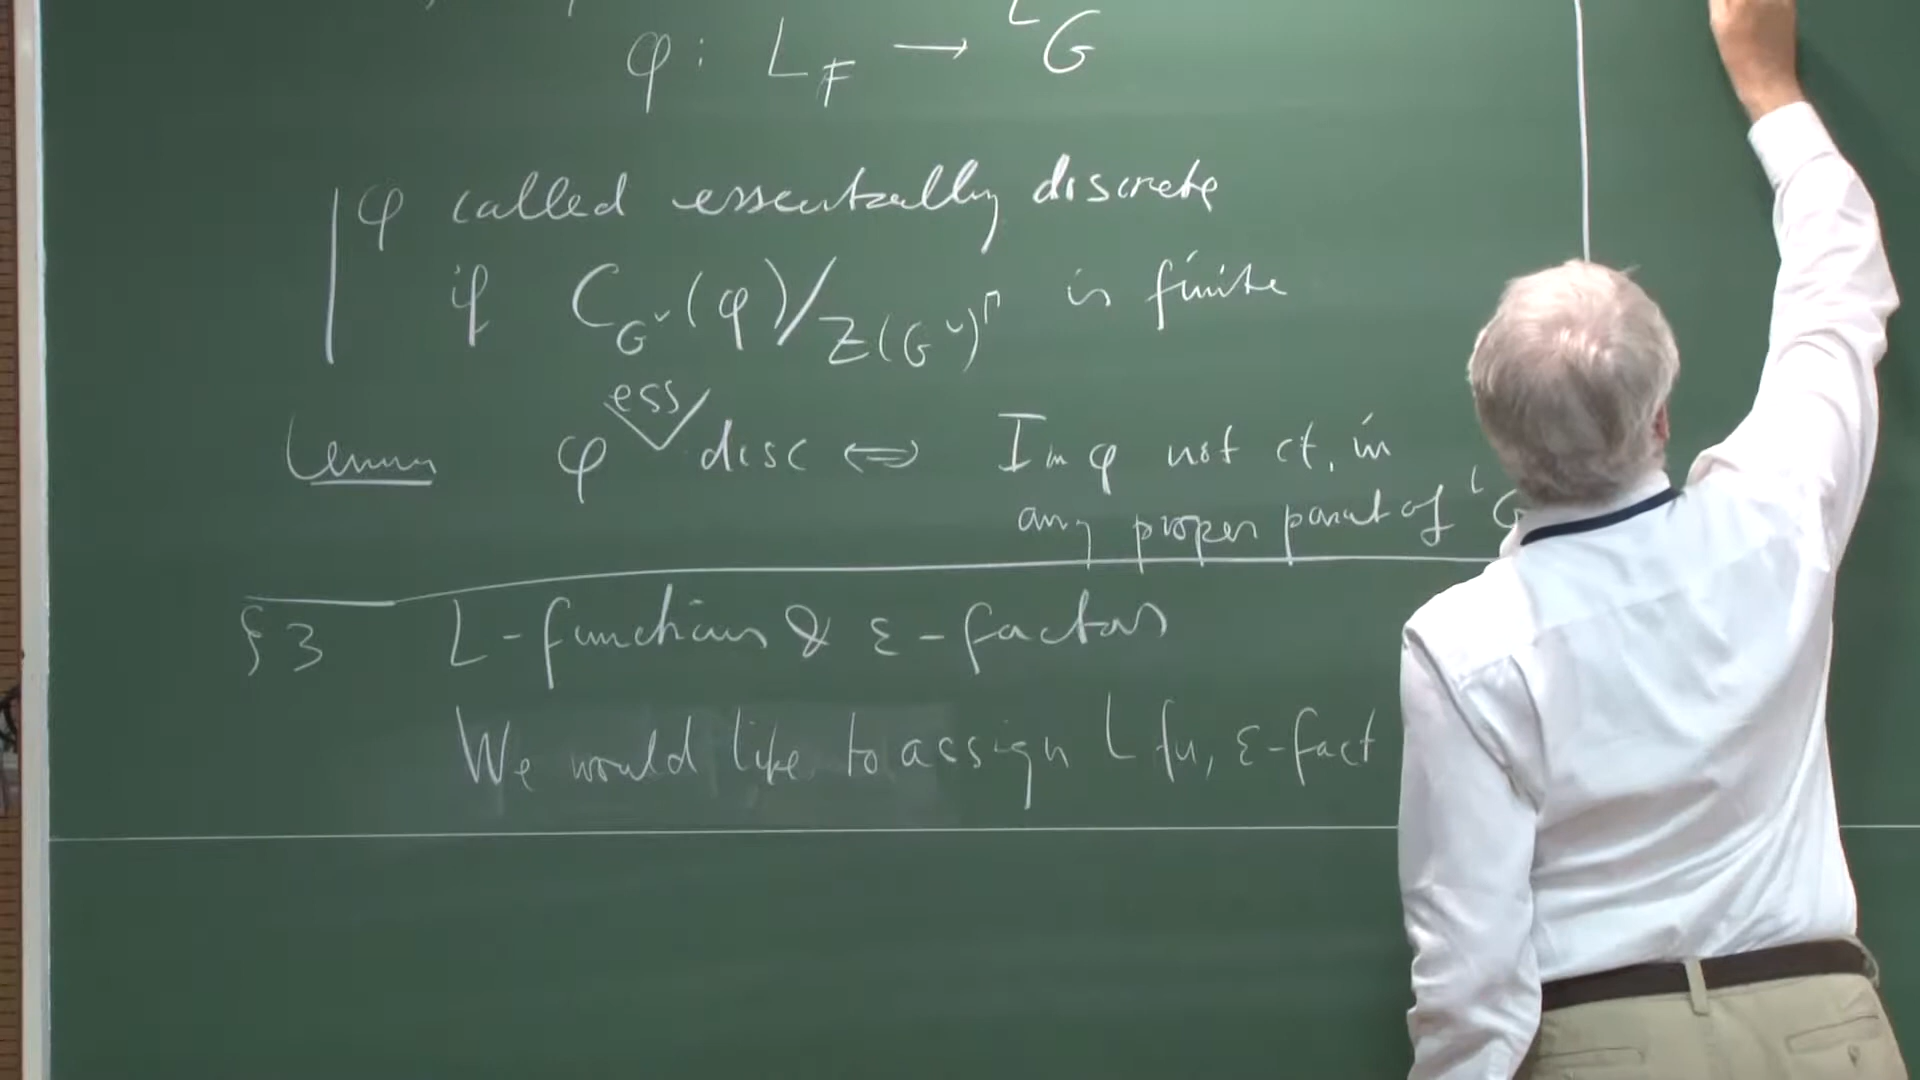 φ: L_F → ^L G
φ called essentially discrete
if C_{G^∨}(φ)/Z(G^∨)^Γ is finite
Lemma φ ess disc ⇔ Im φ not ct. in
any proper parab of ^L G
§3 L-functions & ε-factors
We would like to assign L fu, ε-fact